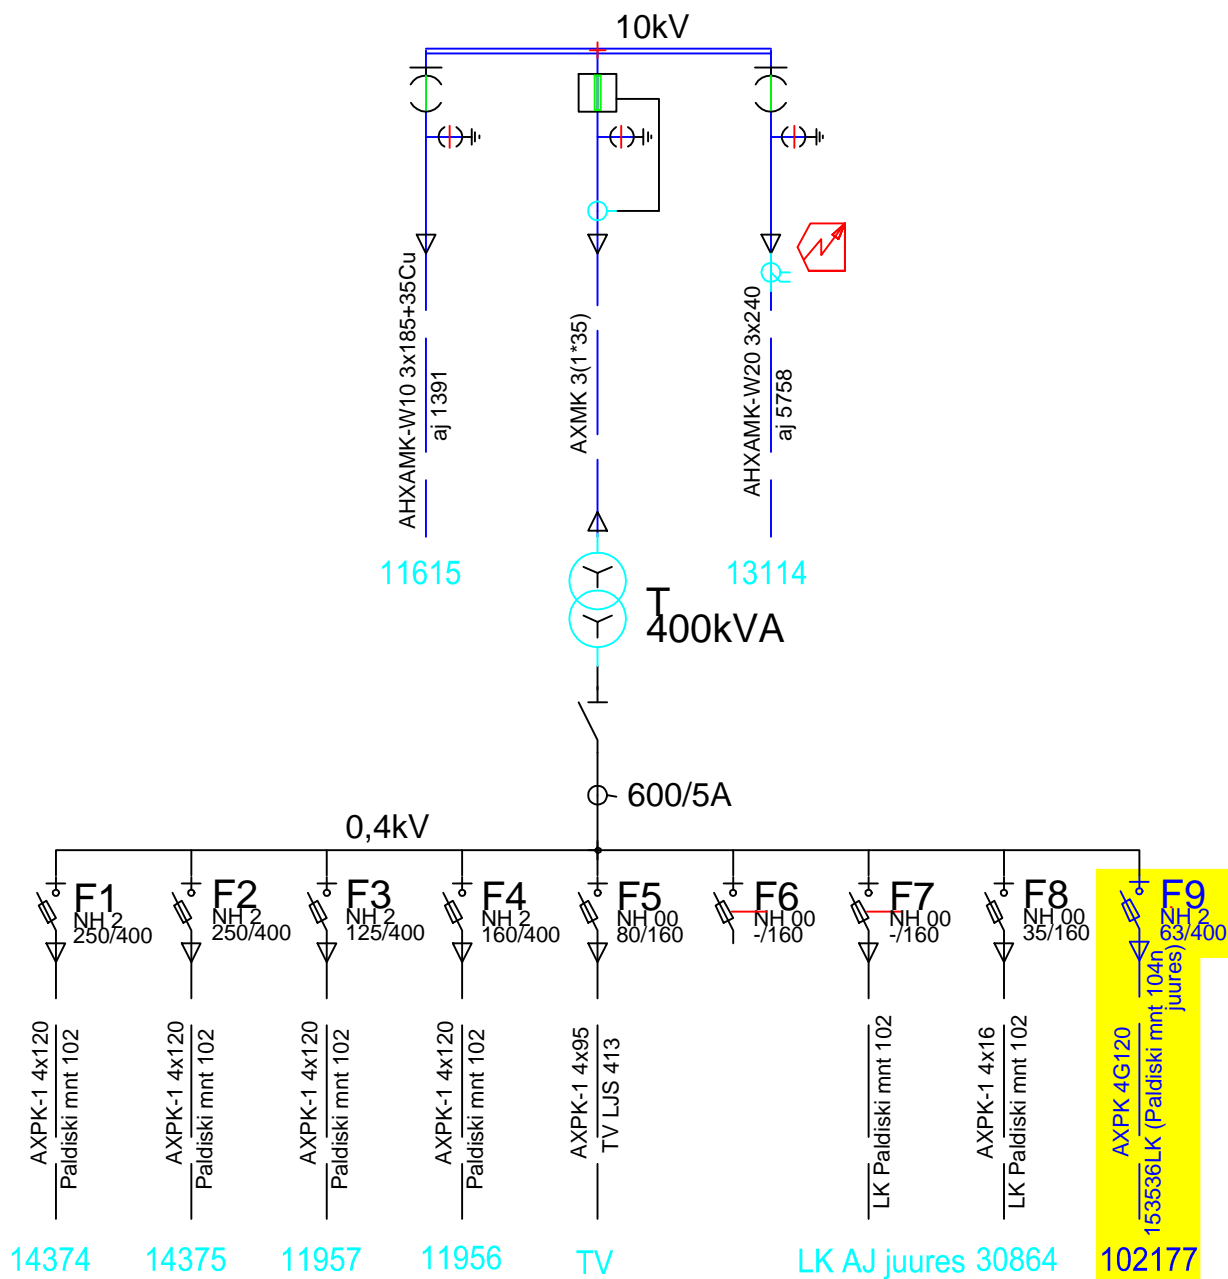 10kV
AHXAMK-W10 3x185+35Cu
aj 1391
AXMK 3(1*35)
AHXAMK-W20 3x240
aj 5758
11615
13114
T
400kVA
600/5A
0,4kV
F1
NH 2
250/400
F2
NH 2
250/400
F3
NH 2
125/400
F4
NH 2
160/400
F5
NH 00
80/160
F6
NH 00
-/160
F7
NH 00
-/160
F8
NH 00
35/160
F9
NH 2
63/400
AXPK-1 4x120
Paldiski mnt 102
AXPK-1 4x120
Paldiski mnt 102
AXPK-1 4x120
Paldiski mnt 102
AXPK-1 4x120
Paldiski mnt 102
AXPK-1 4x95
TV LJS 413
LK Paldiski mnt 102
AXPK-1 4x16
LK Paldiski mnt 102
AXPK 4G120
153536LK (Paldiski mnt 104n
juures)
14374
14375
11957
11956
TV
LK AJ juures
30864
102177